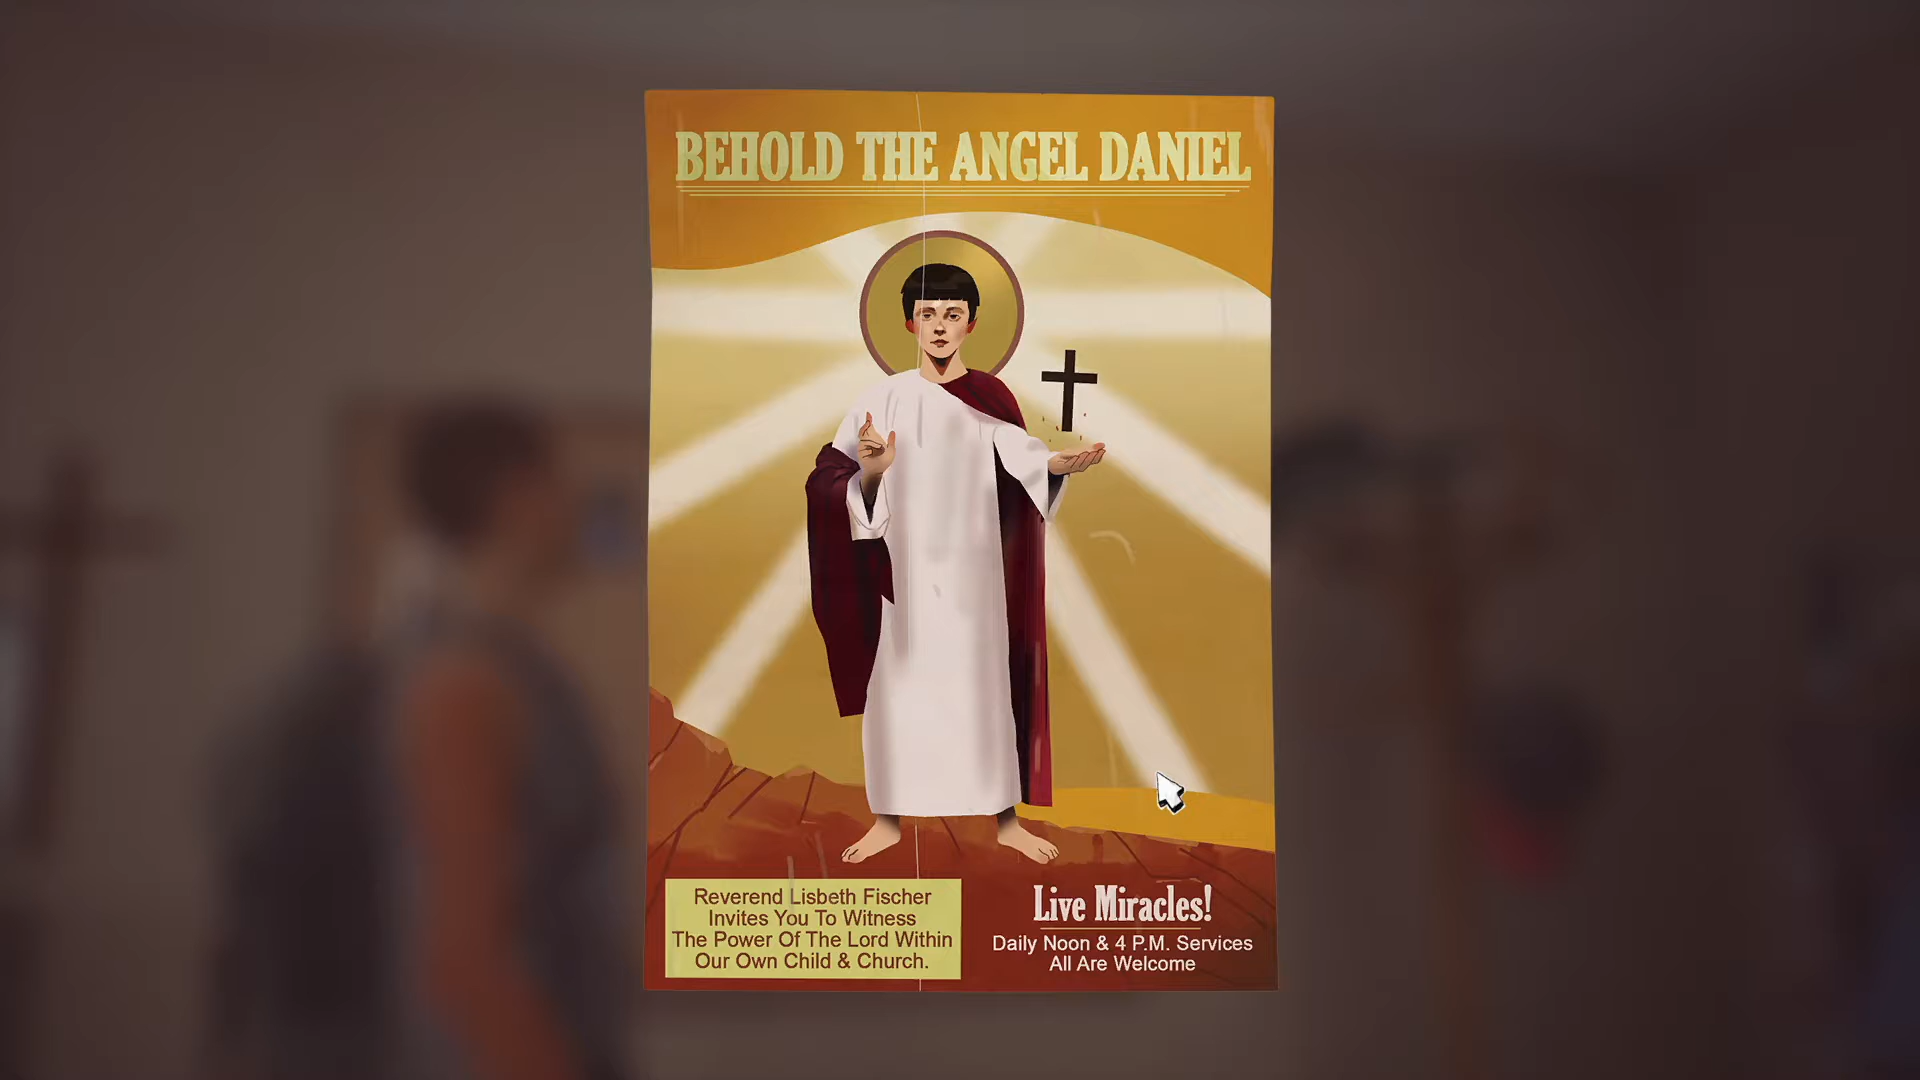 BEHOLD THE ANGEL DANIEL
Reverend Lisbeth Fischer
Invites You To Witness
The Power Of The Lord Within
Our Own Child & Church.
Live Miracles!
Daily Noon & 4 P.M. Services
All Are Welcome